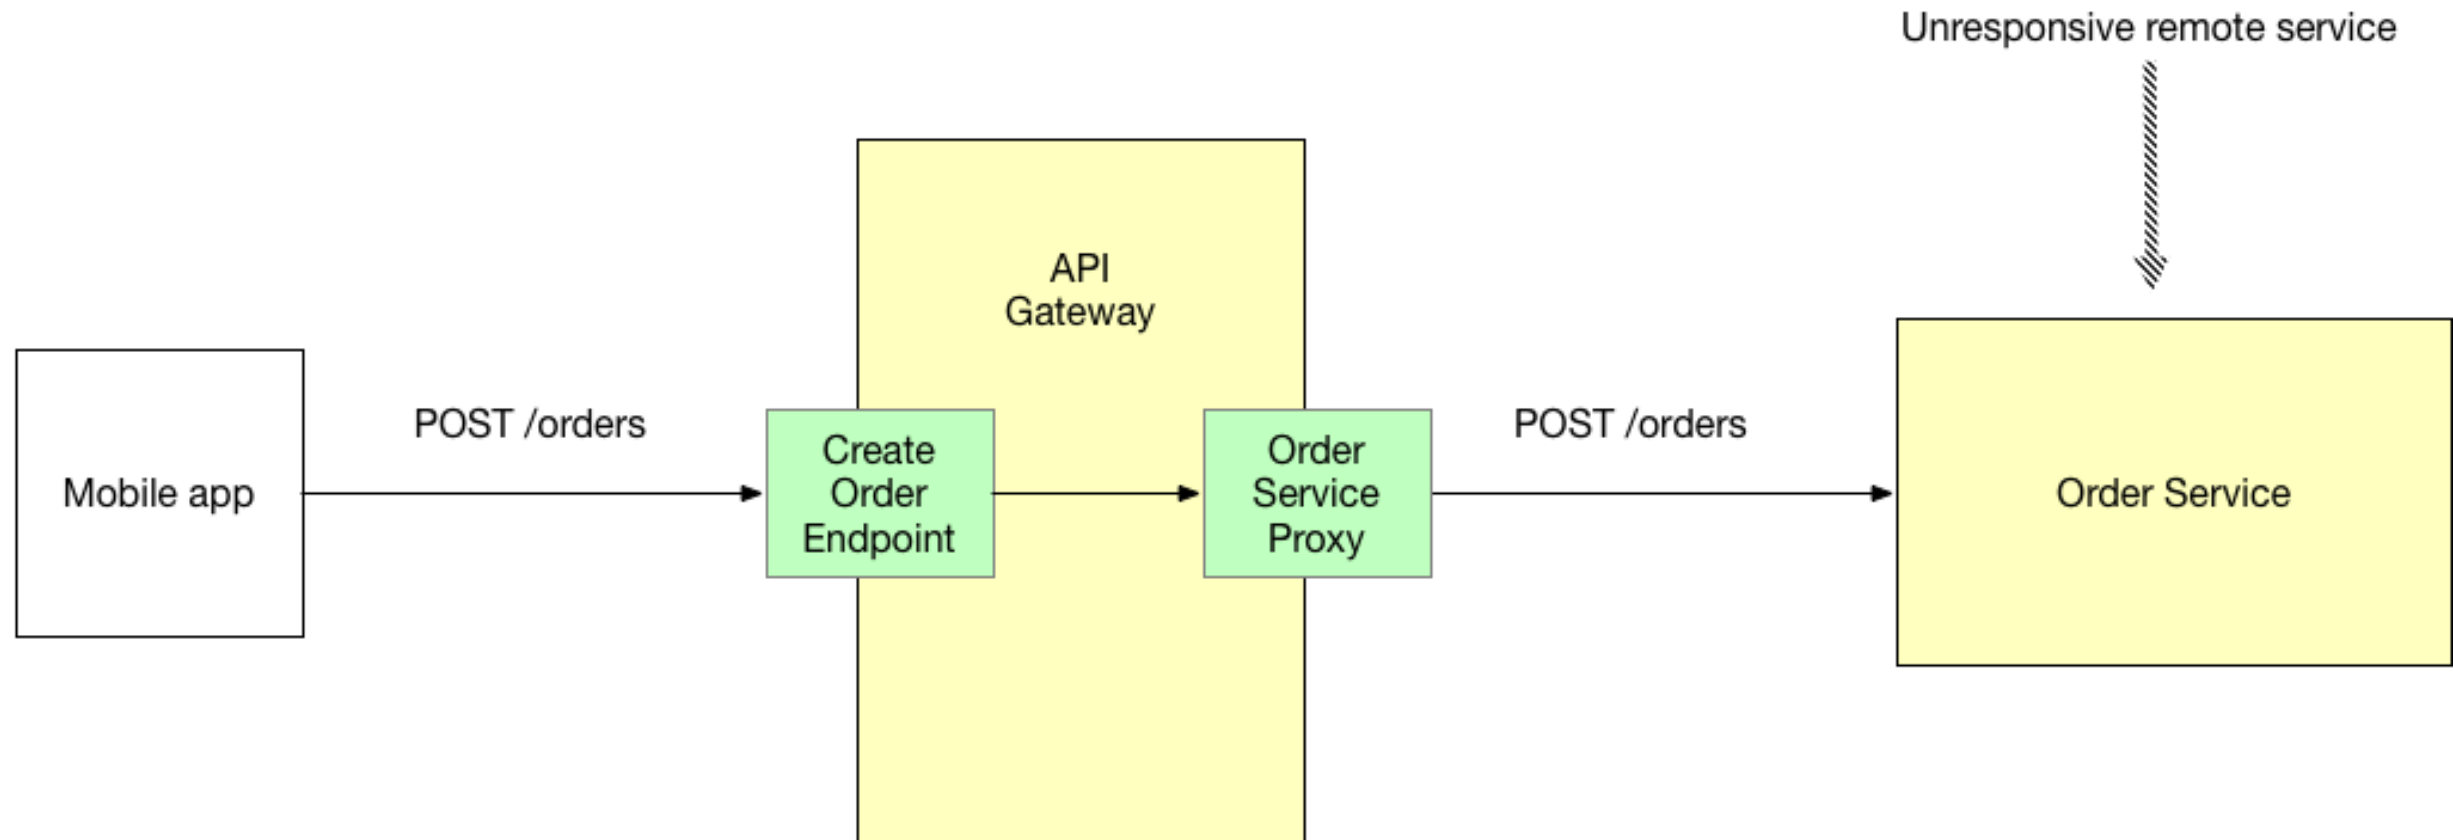 Unresponsive remote service
API
Gateway
Mobile app
POST /orders
Create
Order
Endpoint
Order
Service
Proxy
POST /orders
Order Service